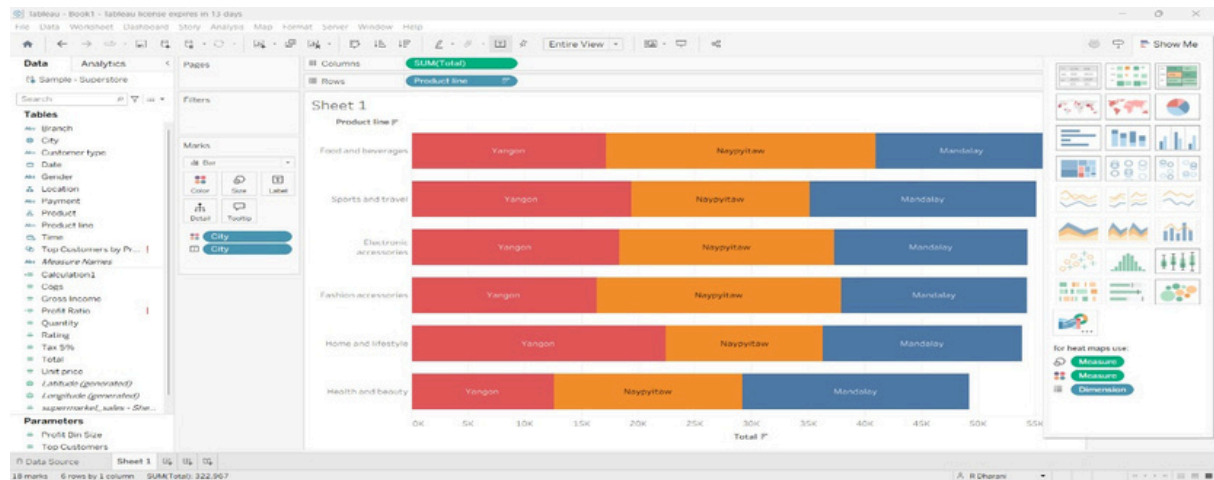 Tableau - Book1 - Tableau license expires in 13 days
File Data Worksheet Dashboard Story Analysis Map Format Server Window Help
Entire View
Show Me
Data Analytics
Sample - Superstore
Search
Tables
Branch
City
Customer type
Date
Gender
Location
Payment
Product
Product line
Time
Top Customers by Pr...
Measure Names
Calculation1
Cogs
Gross Income
Profit Ratio
Quantity
Rating
Tax 5%
Total
Unit price
Latitude (generated)
Longitude (generated)
supermarket_sales - She...
Parameters
Profit Bin Size
Top Customers
Pages
Filters
Marks
Bar
Color Size Label
Detail Tooltip
City
City
Columns SUM(Total)
Rows Product line
Sheet 1
Product line
Food and beverages Yangon Naypyitaw Mandalay
Sports and travel Yangon Naypyitaw Mandalay
Electronic
accessories Yangon Naypyitaw Mandalay
Fashion accessories Yangon Naypyitaw Mandalay
Home and lifestyle Yangon Naypyitaw Mandalay
Health and beauty Yangon Naypyitaw Mandalay
0K 5K 10K 15K 20K 25K 30K 35K 40K 45K 50K 55K
Total
for heat maps use:
Measure
Measure
Dimension
Data Source Sheet 1
18 marks 6 rows by 1 column SUM(Total): 322,967
R Dharani